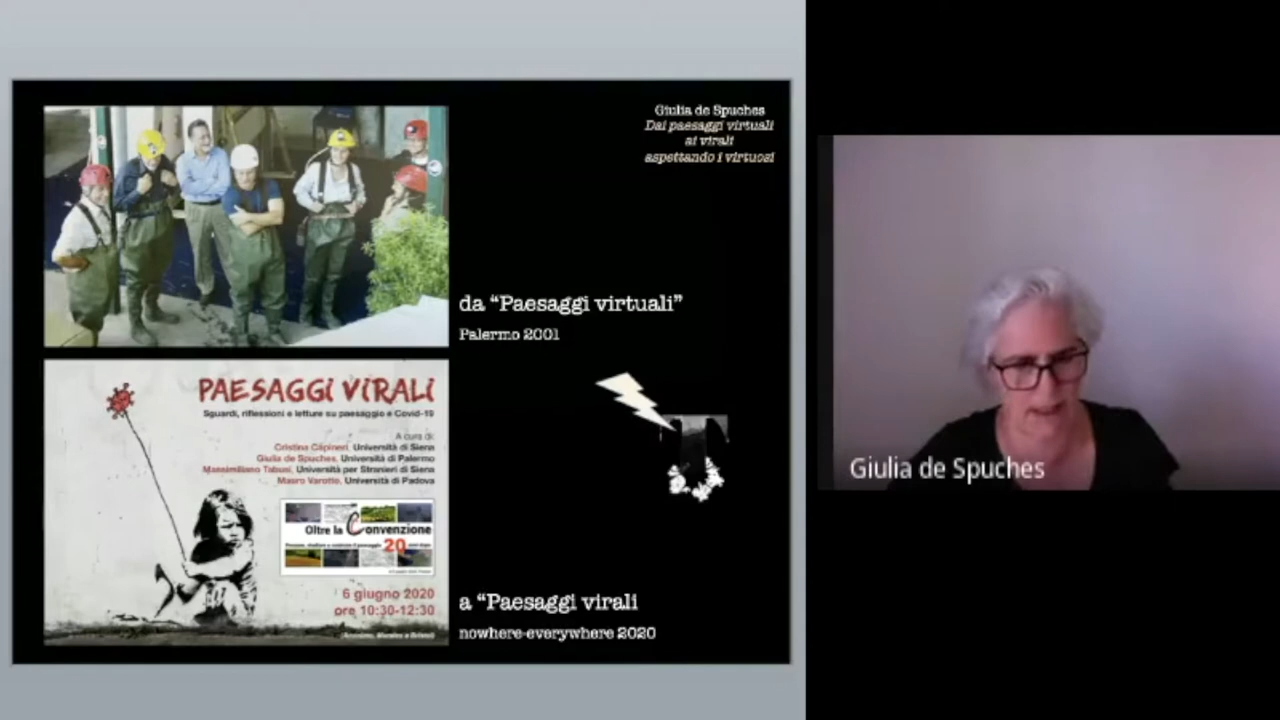 Giulia de Spuches
Dai paesaggi virtuali
ai virali
aspettando i virtuosi
da “Paesaggi virtuali”
Palermo 2001
PAESAGGI VIRALI
Sguardi, riflessioni e letture su paesaggio e Covid-19
A cura di:
Cristina Capineri, Università di Siena
Giulia de Spuches, Università di Palermo
Massimiliano Tabusi, Università per Stranieri di Siena
Mauro Varotto, Università di Padova
Oltre la Convenzione
20
6 giugno 2020
ore 10:30-12:30
a “Paesaggi virali
nowhere-everywhere 2020
Giulia de Spuches